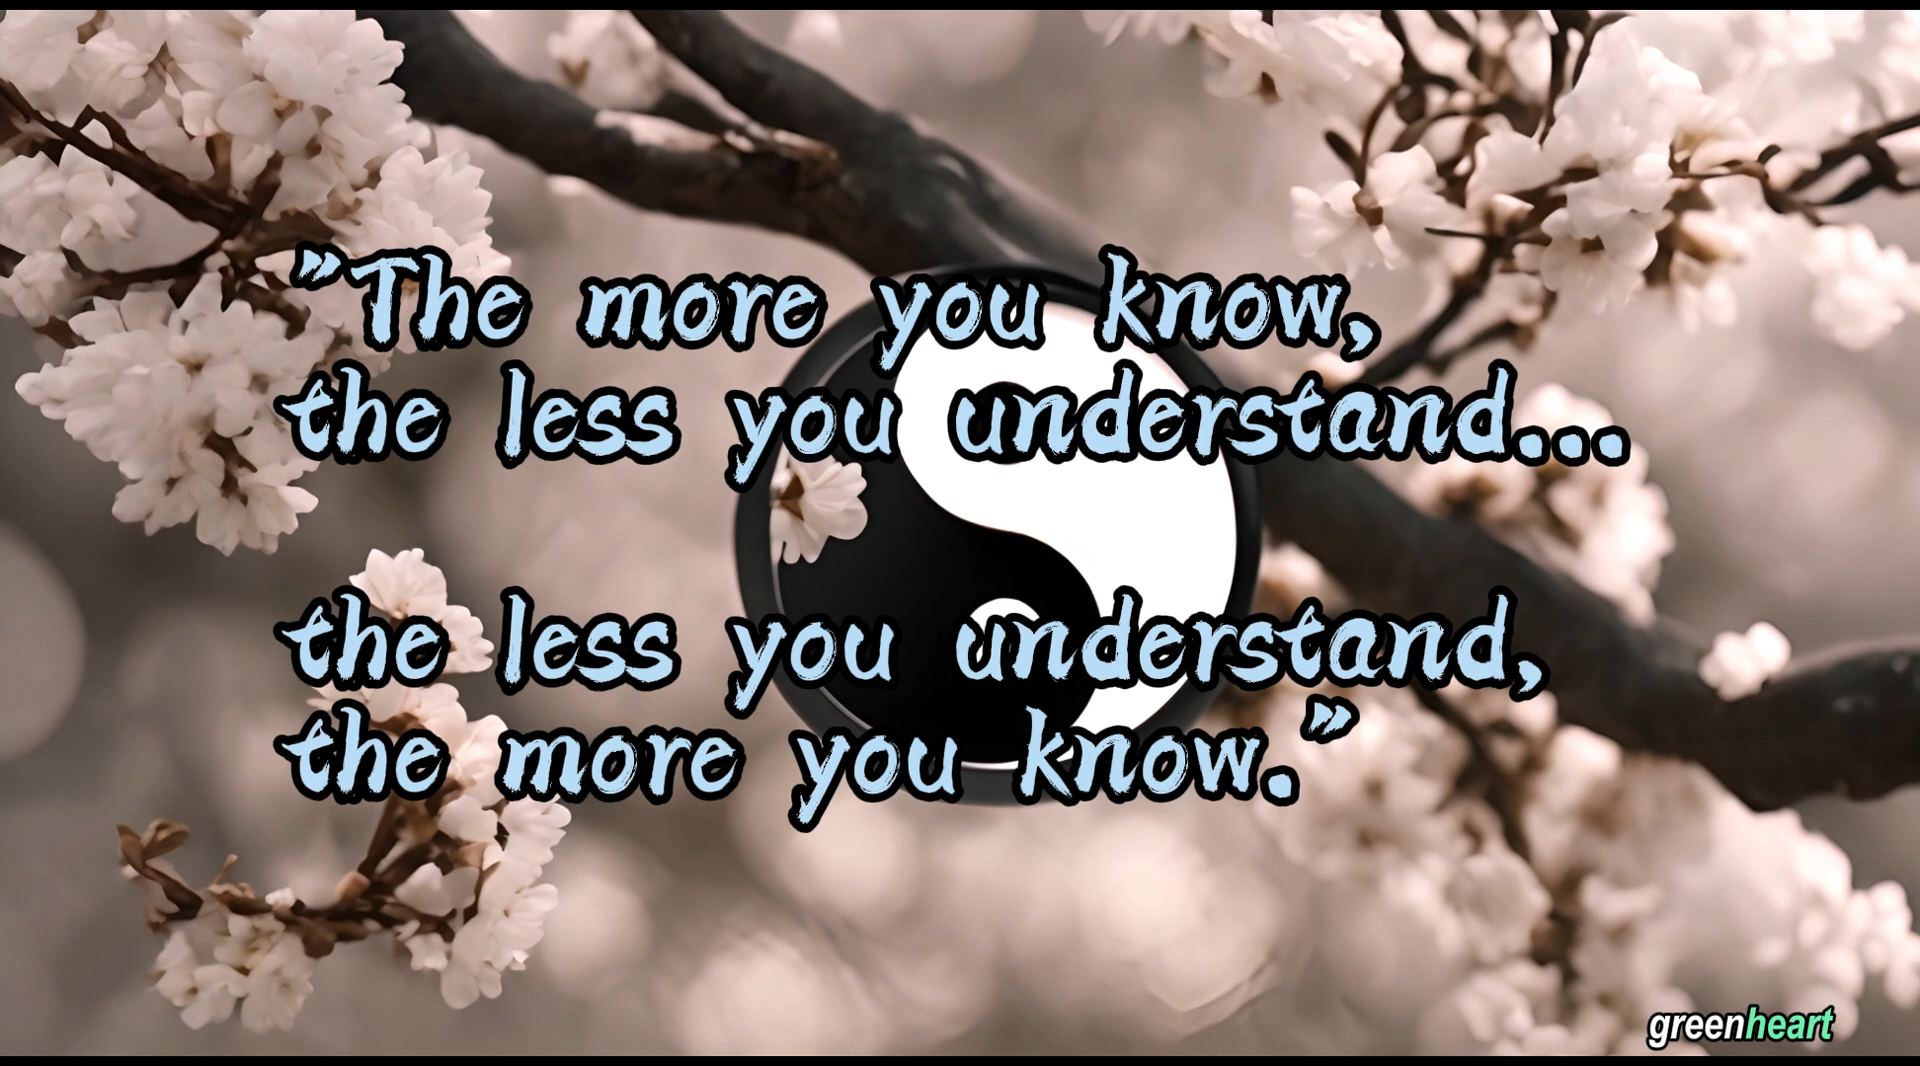 "The more you know,
the less you understand...
the less you understand,
the more you know."
greenheart